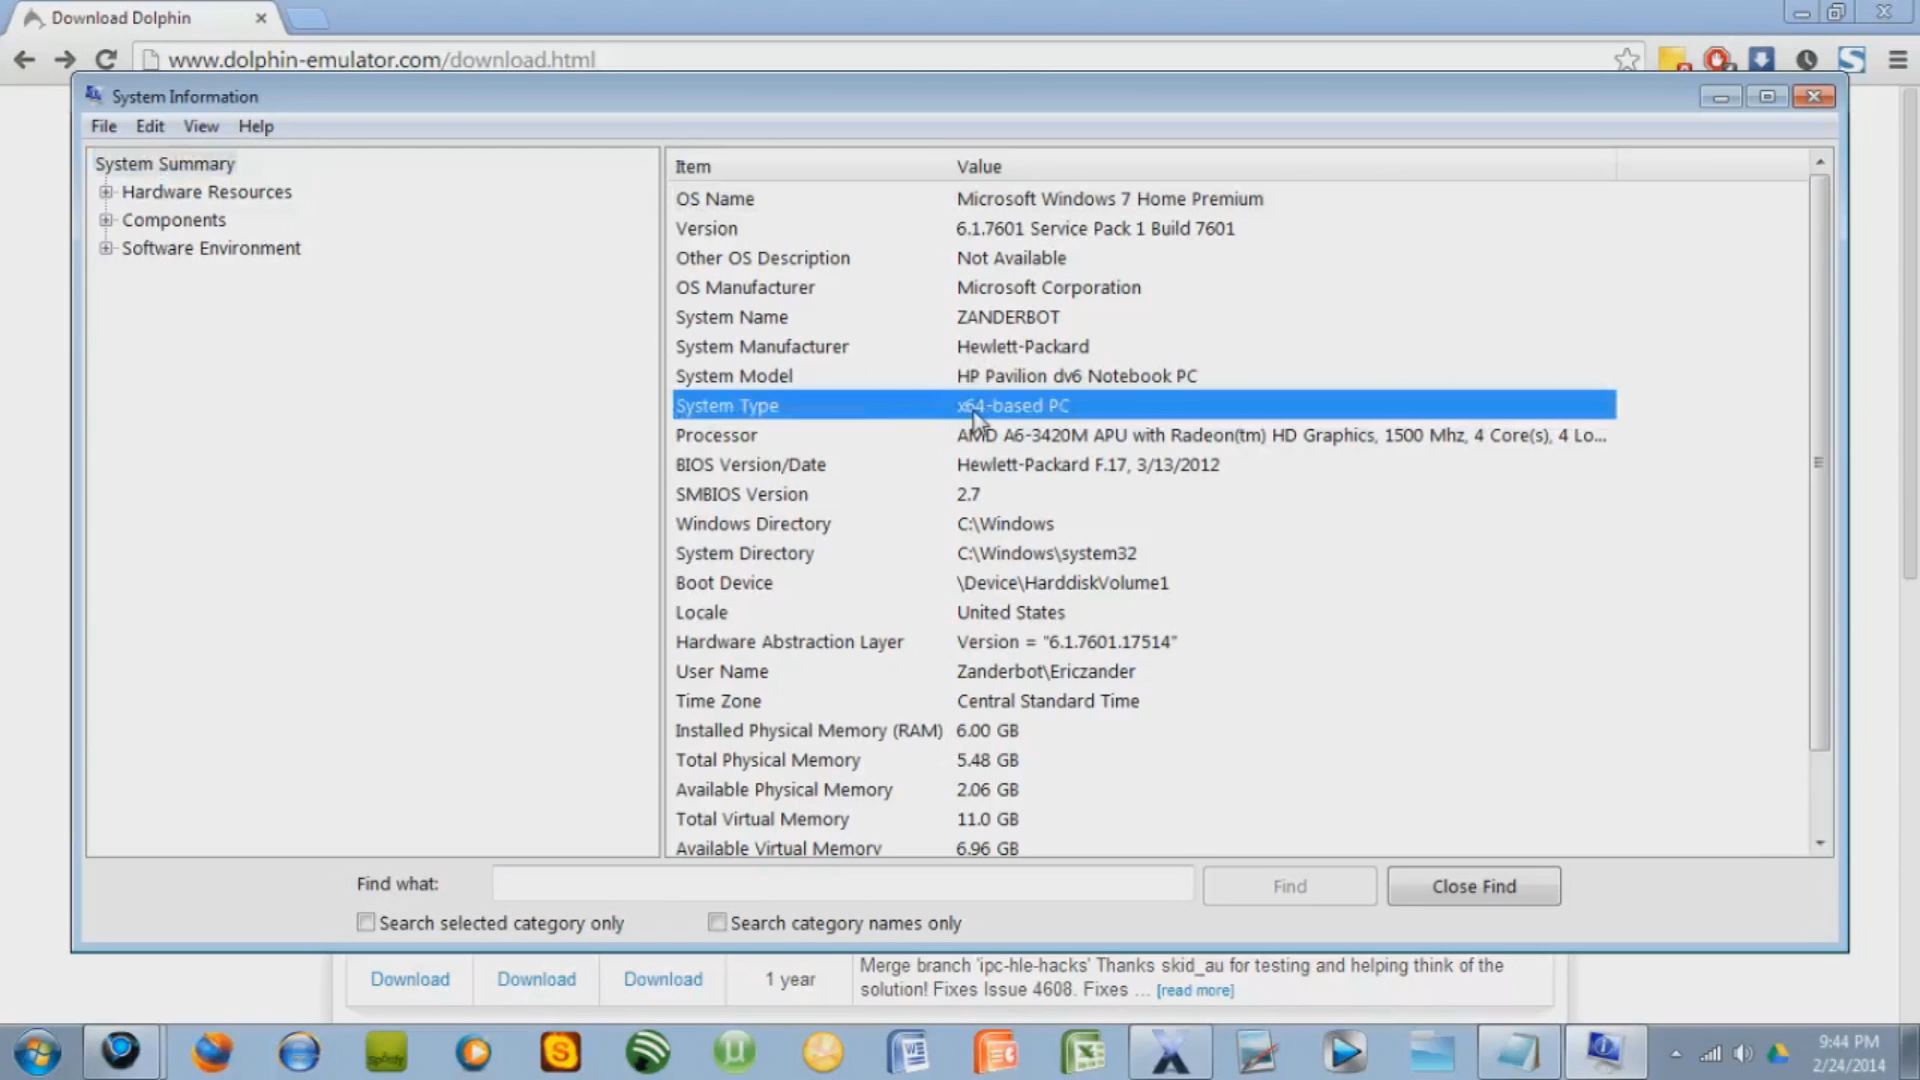 Download Dolphin
www.dolphin-emulator.com/download.html
System Information
File Edit View Help
System Summary
Hardware Resources
Components
Software Environment
Item Value
OS Name Microsoft Windows 7 Home Premium
Version 6.1.7601 Service Pack 1 Build 7601
Other OS Description Not Available
OS Manufacturer Microsoft Corporation
System Name ZANDERBOT
System Manufacturer Hewlett-Packard
System Model HP Pavilion dv6 Notebook PC
System Type x64-based PC
Processor AMD A6-3420M APU with Radeon(tm) HD Graphics, 1500 Mhz, 4 Core(s), 4 Lo...
BIOS Version/Date Hewlett-Packard F.17, 3/13/2012
SMBIOS Version 2.7
Windows Directory C:\Windows
System Directory C:\Windows\system32
Boot Device \Device\HarddiskVolume1
Locale United States
Hardware Abstraction Layer Version = "6.1.7601.17514"
User Name Zanderbot\Ericzander
Time Zone Central Standard Time
Installed Physical Memory (RAM) 6.00 GB
Total Physical Memory 5.48 GB
Available Physical Memory 2.06 GB
Total Virtual Memory 11.0 GB
Available Virtual Memory 6.96 GB
Find what: Find Close Find
Search selected category only Search category names only
Download Download Download 1 year Merge branch 'ipc-hle-hacks' Thanks skid_au for testing and helping think of the
solution! Fixes Issue 4608. Fixes ... [read more]
9:44 PM
2/24/2014